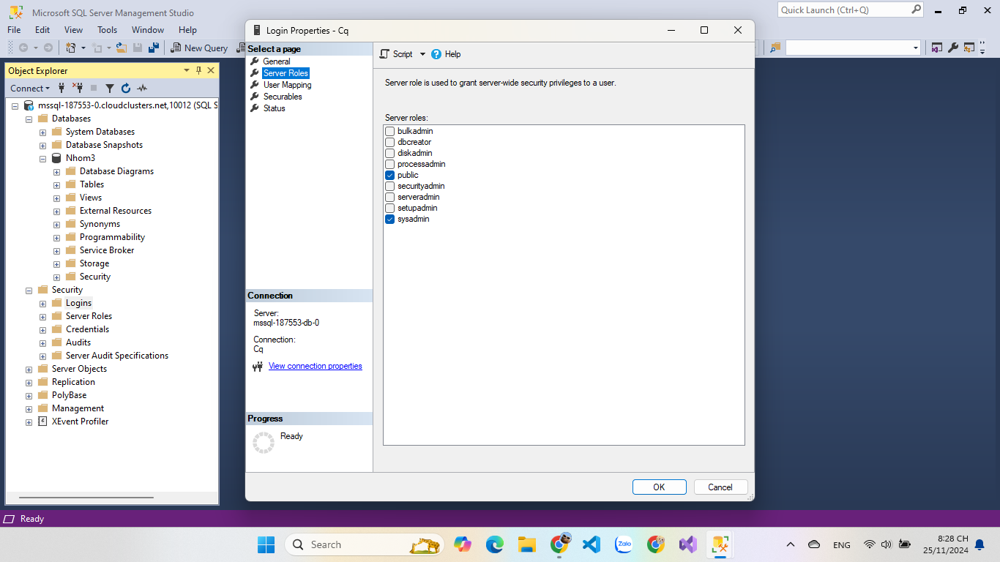 Microsoft SQL Server Management Studio
Quick Launch (Ctrl+Q)
File Edit View Tools Window Help
New Query
Object Explorer
Connect
mssql-187553-0.cloudclusters.net,10012 (SQL S
Databases
System Databases
Database Snapshots
Nhom3
Database Diagrams
Tables
Views
External Resources
Synonyms
Programmability
Service Broker
Storage
Security
Security
Logins
Server Roles
Credentials
Audits
Server Audit Specifications
Server Objects
Replication
PolyBase
Management
XEvent Profiler
Login Properties - Cq
Select a page
General
Server Roles
User Mapping
Securables
Status
Connection
Server:
mssql-187553-db-0
Connection:
Cq
View connection properties
Progress
Ready
Script Help
Server role is used to grant server-wide security privileges to a user.
Server roles:
bulkadmin
dbcreator
diskadmin
processadmin
public
securityadmin
serveradmin
setupadmin
sysadmin
OK Cancel
Ready
Search
Zalo
ENG
8:28 CH
25/11/2024